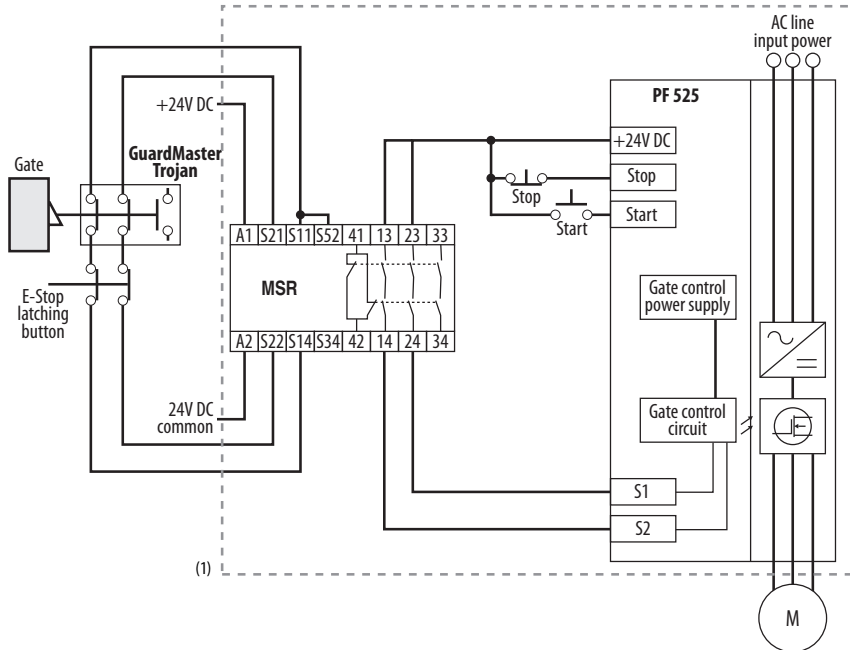 AC line
input power
PF 525
+24V DC
+24V DC
GuardMaster
Trojan
Gate
Stop
Stop
Start
Start
A1 S21 S11 S52 41 13 23 33
MSR
Gate control
power supply
E-Stop
latching
button
A2 S22 S14 S34 42 14 24 34
24V DC
common
Gate control
circuit
S1
S2
(1)
M